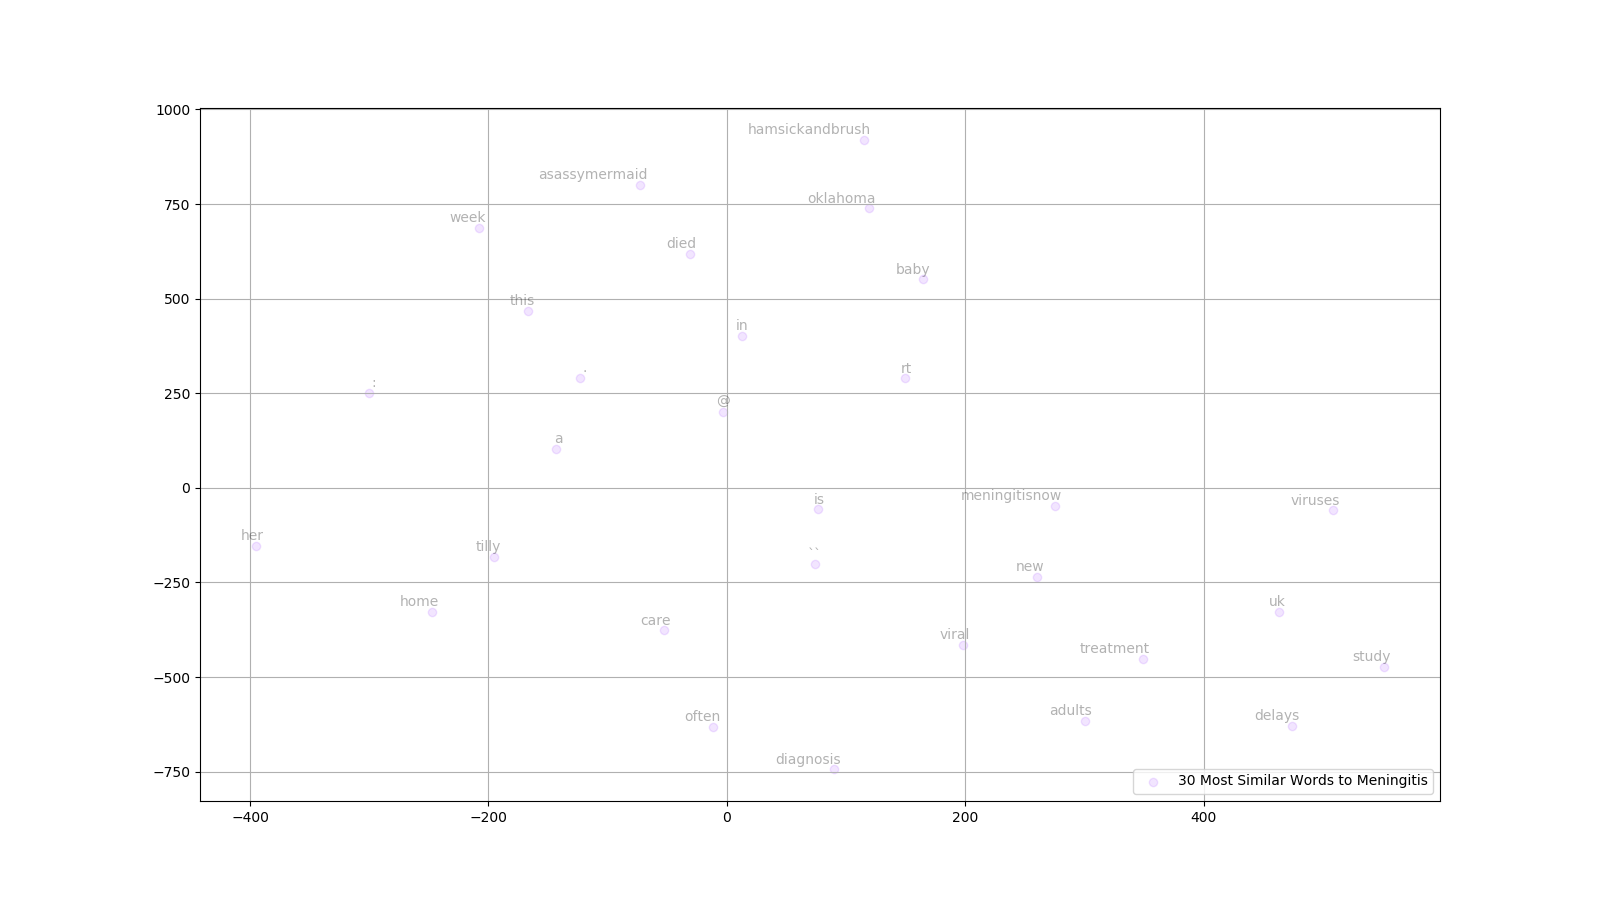 1000
hamsickandbrush
asassymermaid
oklahoma
750
week
died
baby
500
this
in
rt
.
:
250
@
a
0
is
meningitisnow
viruses
her
tilly
``
new
−250
home
uk
care
viral
treatment
study
−500
often
adults
delays
diagnosis
−750
30 Most Similar Words to Meningitis
−400
−200
0
200
400